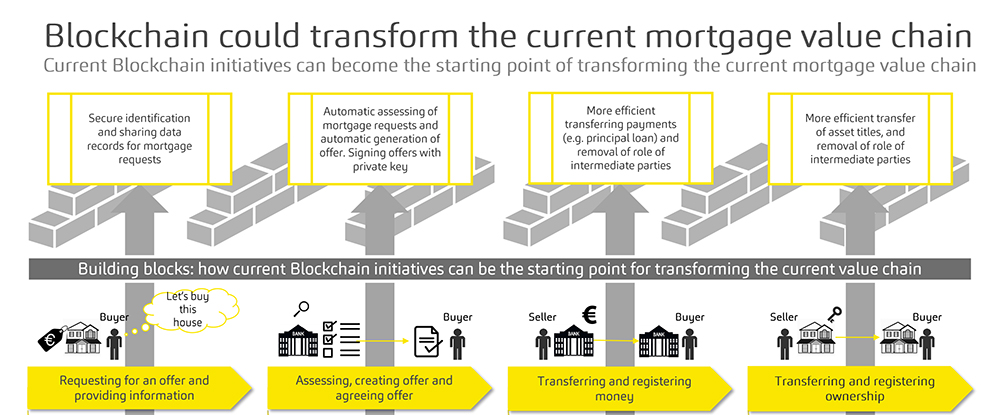 Blockchain could transform the current mortgage value chain
Current Blockchain initiatives can become the starting point of transforming the current mortgage value chain
Secure identification
and sharing data
records for mortgage
requests
Automatic assessing of
mortgage requests and
automatic generation of
offer. Signing offers with
private key
More efficient
transferring payments
(e.g. principal loan) and
removal of role of
intermediate parties
More efficient transfer
of asset titles, and
removal of role of
intermediate parties
Building blocks: how current Blockchain initiatives can be the starting point for transforming the current value chain
Let's buy
this
house
Buyer
€
BANK
Buyer
Seller
€
BANK
BANK
Buyer
Seller
Buyer
Requesting for an offer and
providing information
Assessing, creating offer and
agreeing offer
Transferring and registering
money
Transferring and registering
ownership